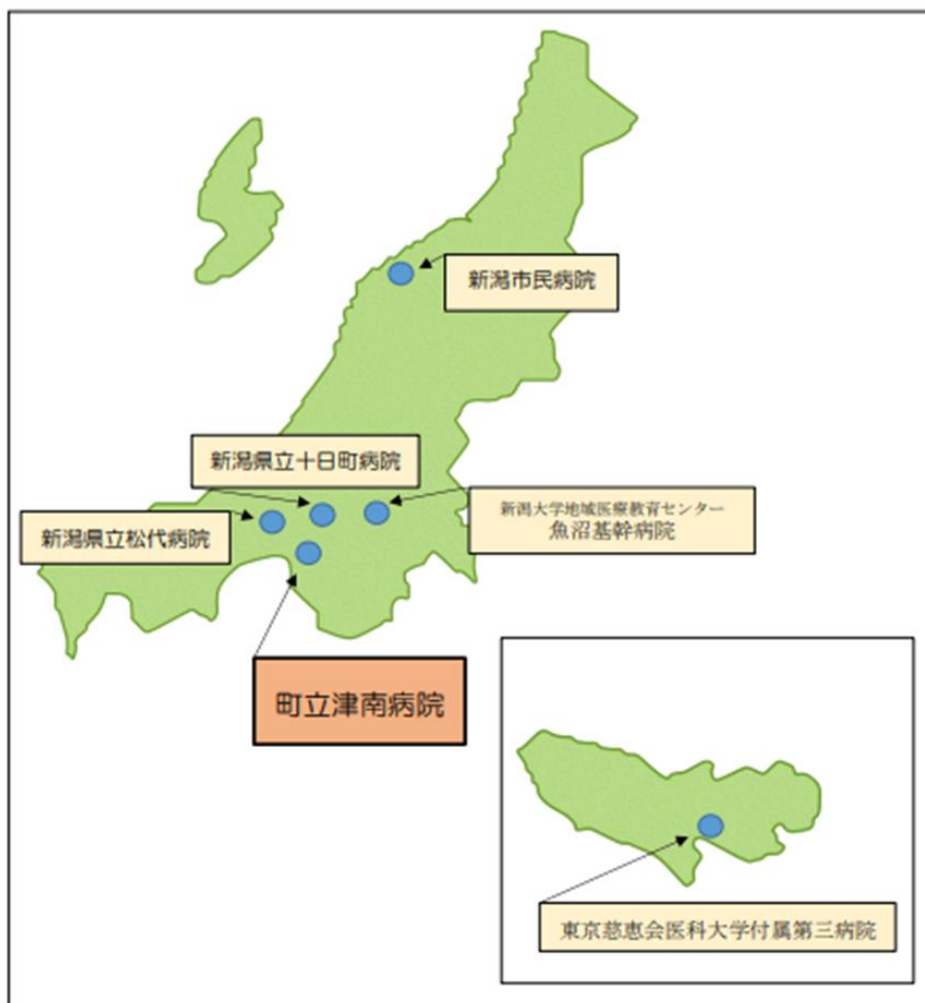 新潟市民病院
新潟県立十日町病院
新潟大学地域医療教育センター
魚沼基幹病院
新潟県立松代病院
町立津南病院
東京慈恵会医科大学付属第三病院